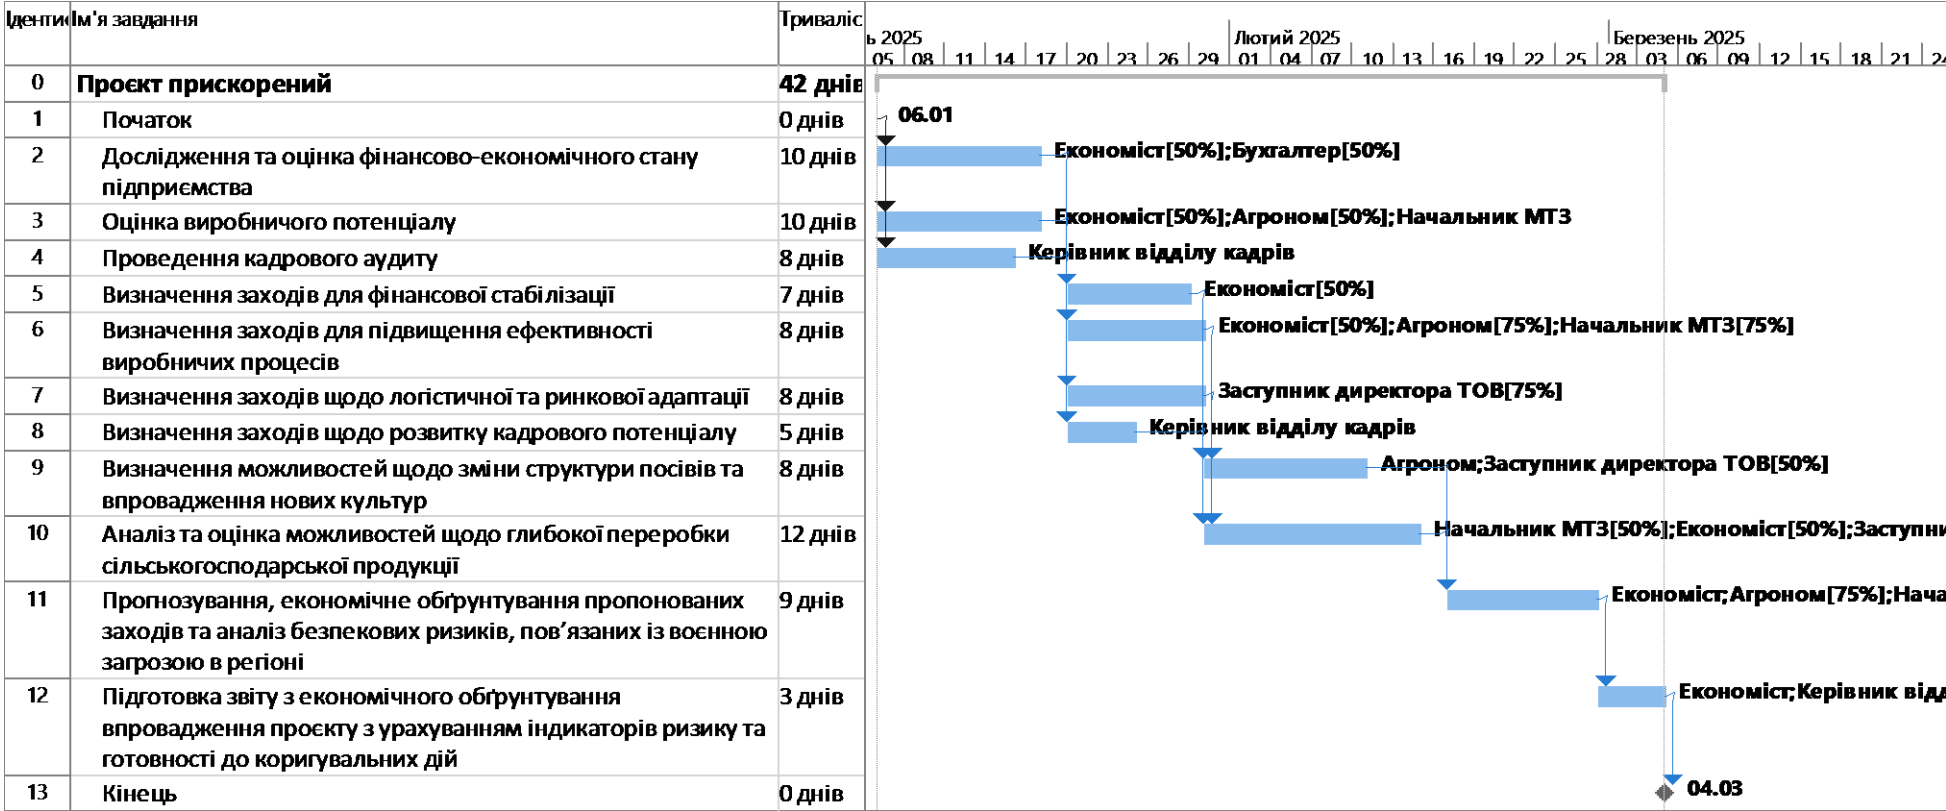 Ідентиф Ім'я завдання Триваліс
ь 2025 Лютий 2025 Березень 2025
05 08 11 14 17 20 23 26 29 01 04 07 10 13 16 19 22 25 28 03 06 09 12 15 18 21 24
0 Проєкт прискорений 42 днів
1 Початок 0 днів 06.01
2 Дослідження та оцінка фінансово-економічного стану 10 днів Економіст[50%];Бухгалтер[50%]
підприємства
3 Оцінка виробничого потенціалу 10 днів Економіст[50%];Агроном[50%];Начальник МТЗ
4 Проведення кадрового аудиту 8 днів Керівник відділу кадрів
5 Визначення заходів для фінансової стабілізації 7 днів Економіст[50%]
6 Визначення заходів для підвищення ефективності 8 днів Економіст[50%];Агроном[75%];Начальник МТЗ[75%]
виробничих процесів
7 Визначення заходів щодо логістичної та ринкової адаптації 8 днів Заступник директора ТОВ[75%]
8 Визначення заходів щодо розвитку кадрового потенціалу 5 днів Керівник відділу кадрів
9 Визначення можливостей щодо зміни структури посівів та 8 днів Агроном;Заступник директора ТОВ[50%]
впровадження нових культур
10 Аналіз та оцінка можливостей щодо глибокої переробки 12 днів Начальник МТЗ[50%];Економіст[50%];Заступни
сільськогосподарської продукції
11 Прогнозування, економічне обґрунтування пропонованих 9 днів Економіст;Агроном[75%];Нача
заходів та аналіз безпекових ризиків, пов’язаних із воєнною
загрозою в регіоні
12 Підготовка звіту з економічного обґрунтування 3 днів Економіст;Керівник відд
впровадження проєкту з урахуванням індикаторів ризику та
готовності до коригувальних дій
13 Кінець 0 днів 04.03